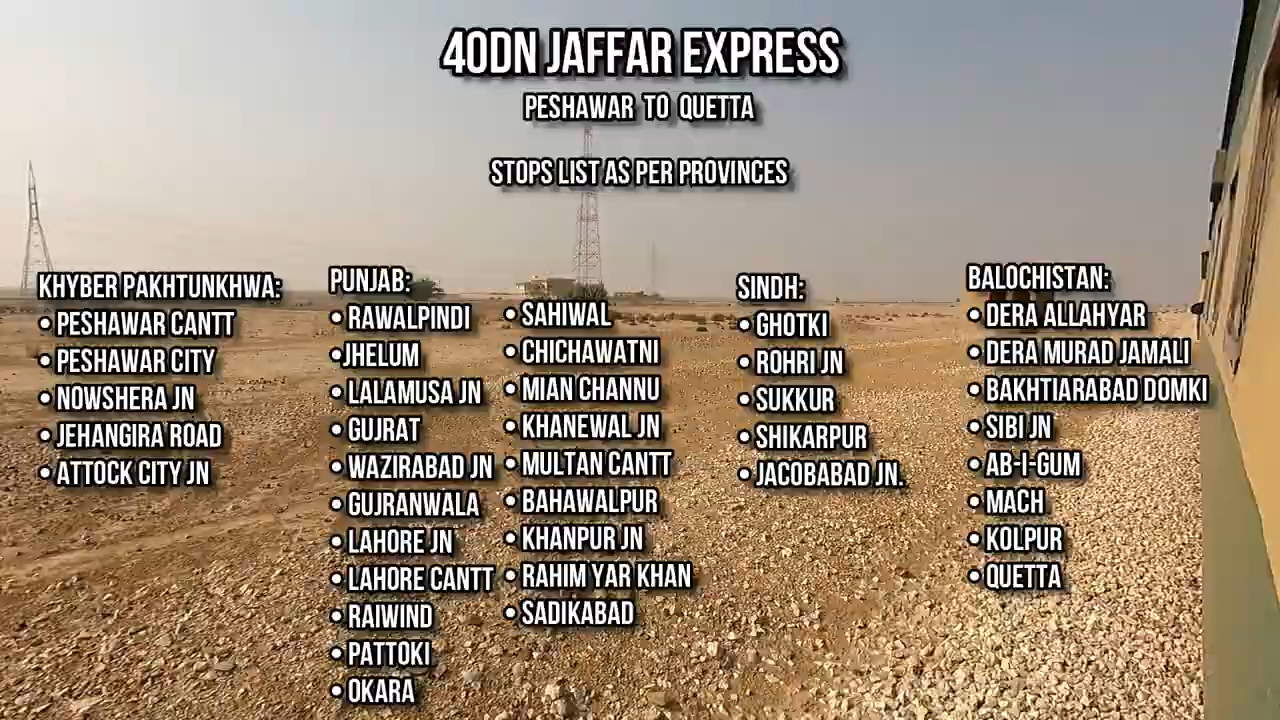 40DN JAFFAR EXPRESS
PESHAWAR TO QUETTA
STOPS LIST AS PER PROVINCES
KHYBER PAKHTUNKHWA:
• PESHAWAR CANTT
• PESHAWAR CITY
• NOWSHERA JN
• JEHANGIRA ROAD
• ATTOCK CITY JN
PUNJAB:
• RAWALPINDI
•JHELUM
• LALAMUSA JN
• GUJRAT
• WAZIRABAD JN
• GUJRANWALA
• LAHORE JN
• LAHORE CANTT
• RAIWIND
• PATTOKI
• OKARA
• SAHIWAL
• CHICHAWATNI
• MIAN CHANNU
• KHANEWAL JN
• MULTAN CANTT
• BAHAWALPUR
• KHANPUR JN
• RAHIM YAR KHAN
• SADIKABAD
SINDH:
• GHOTKI
• ROHRI JN
• SUKKUR
• SHIKARPUR
• JACOBABAD JN.
BALOCHISTAN:
• DERA ALLAHYAR
• DERA MURAD JAMALI
• BAKHTIARABAD DOMKI
• SIBI JN
• AB-I-GUM
• MACH
• KOLPUR
• QUETTA